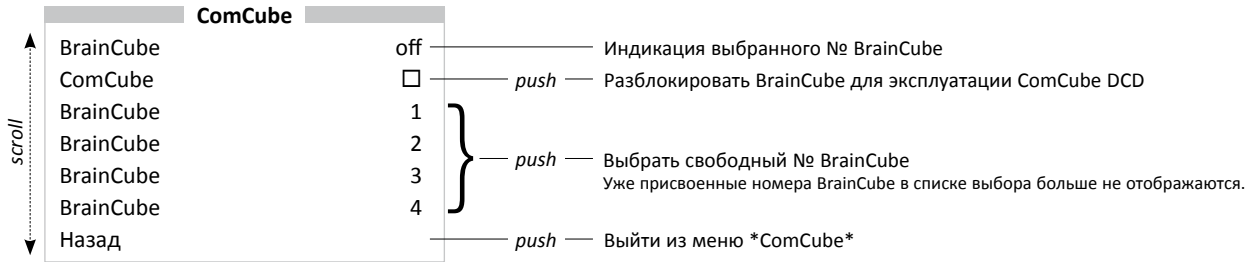 ComCube
BrainCube off Индикация выбранного № BrainCube
ComCube ☐ push Разблокировать BrainCube для эксплуатации ComCube DCD
BrainCube 1
BrainCube 2
scroll
push Выбрать свободный № BrainCube
BrainCube 3
Уже присвоенные номера BrainCube в списке выбора больше не отображаются.
BrainCube 4
Назад push Выйти из меню *ComCube*